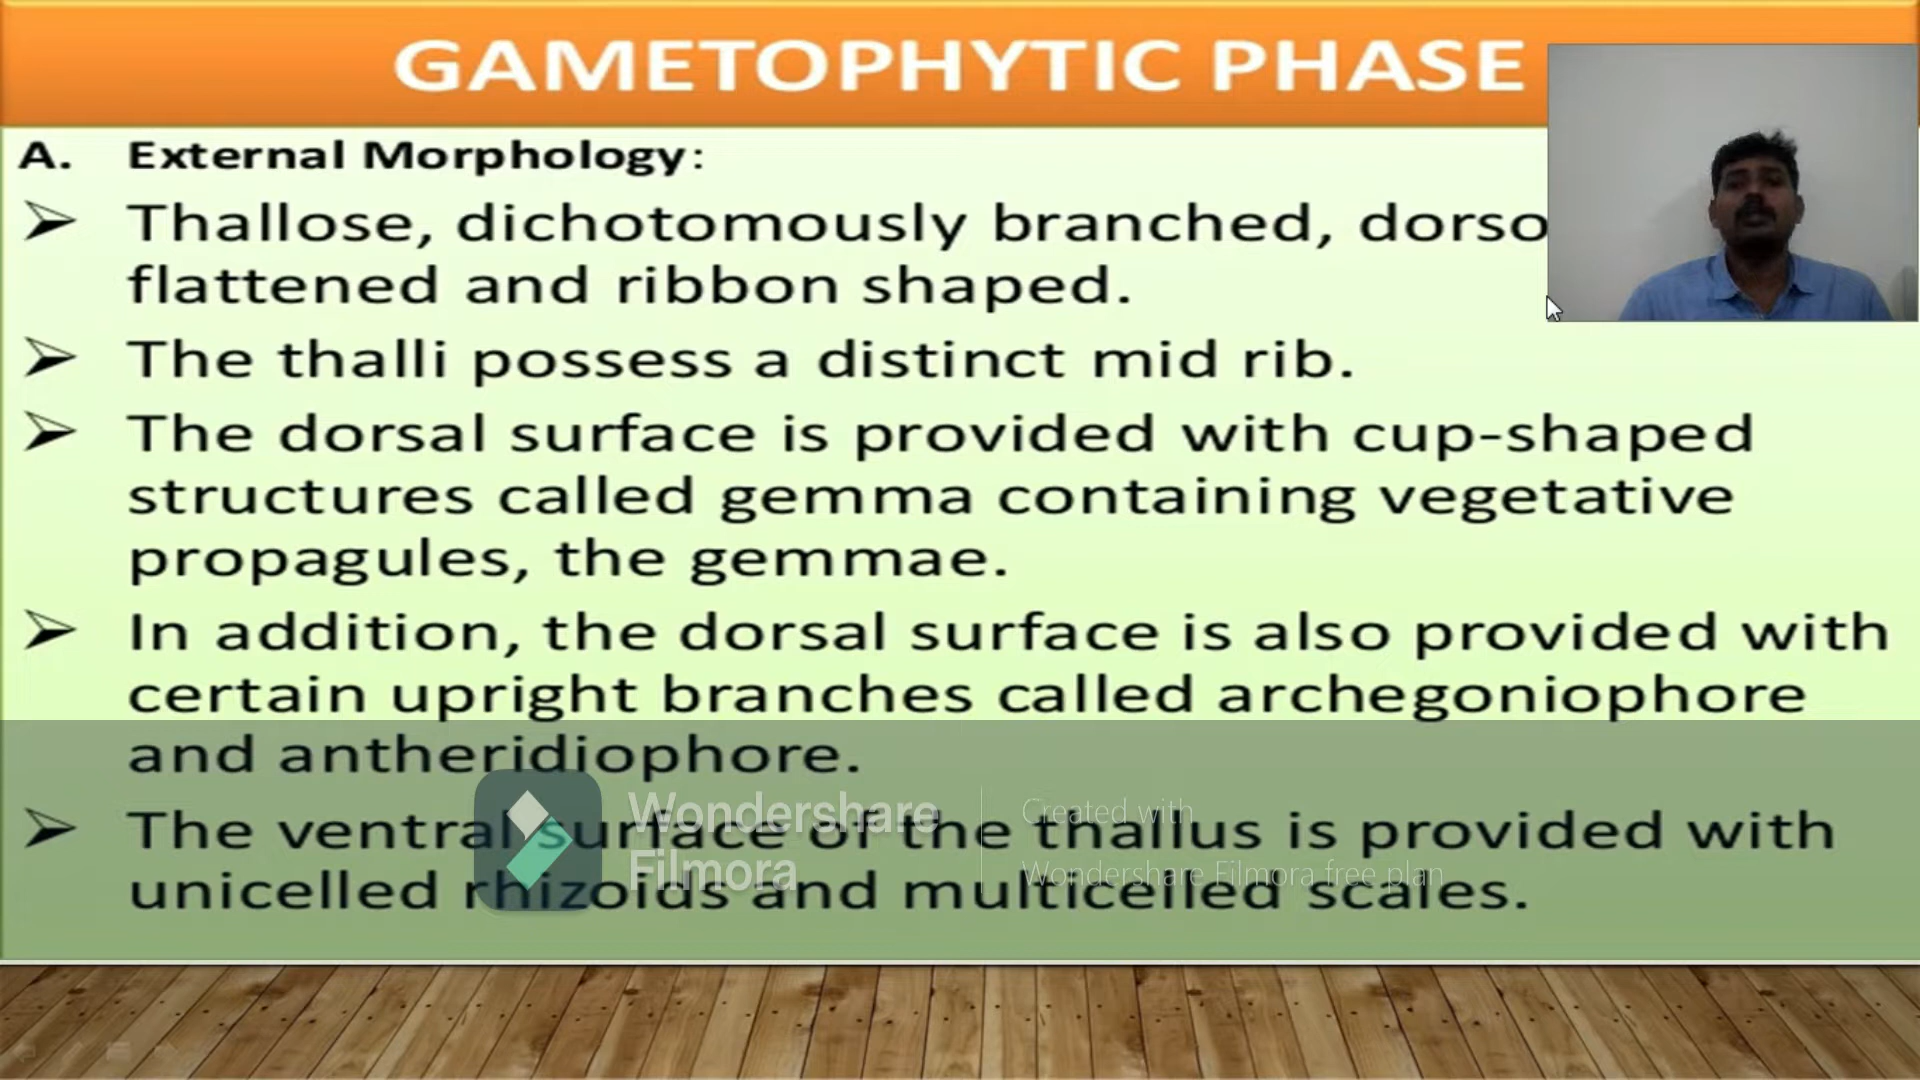 GAMETOPHYTIC PHASE
A. External Morphology:
➢ Thallose, dichotomously branched, dorso
flattened and ribbon shaped.
➢ The thalli possess a distinct mid rib.
➢ The dorsal surface is provided with cup-shaped
structures called gemma containing vegetative
propagules, the gemmae.
➢ In addition, the dorsal surface is also provided with
certain upright branches called archegoniophore
and antheridiophore.
➢ The ventral surface of the thallus is provided with
unicelled rhizoids and multicelled scales.
Wondershare
Filmora
Created with
Wondershare Filmora free plan